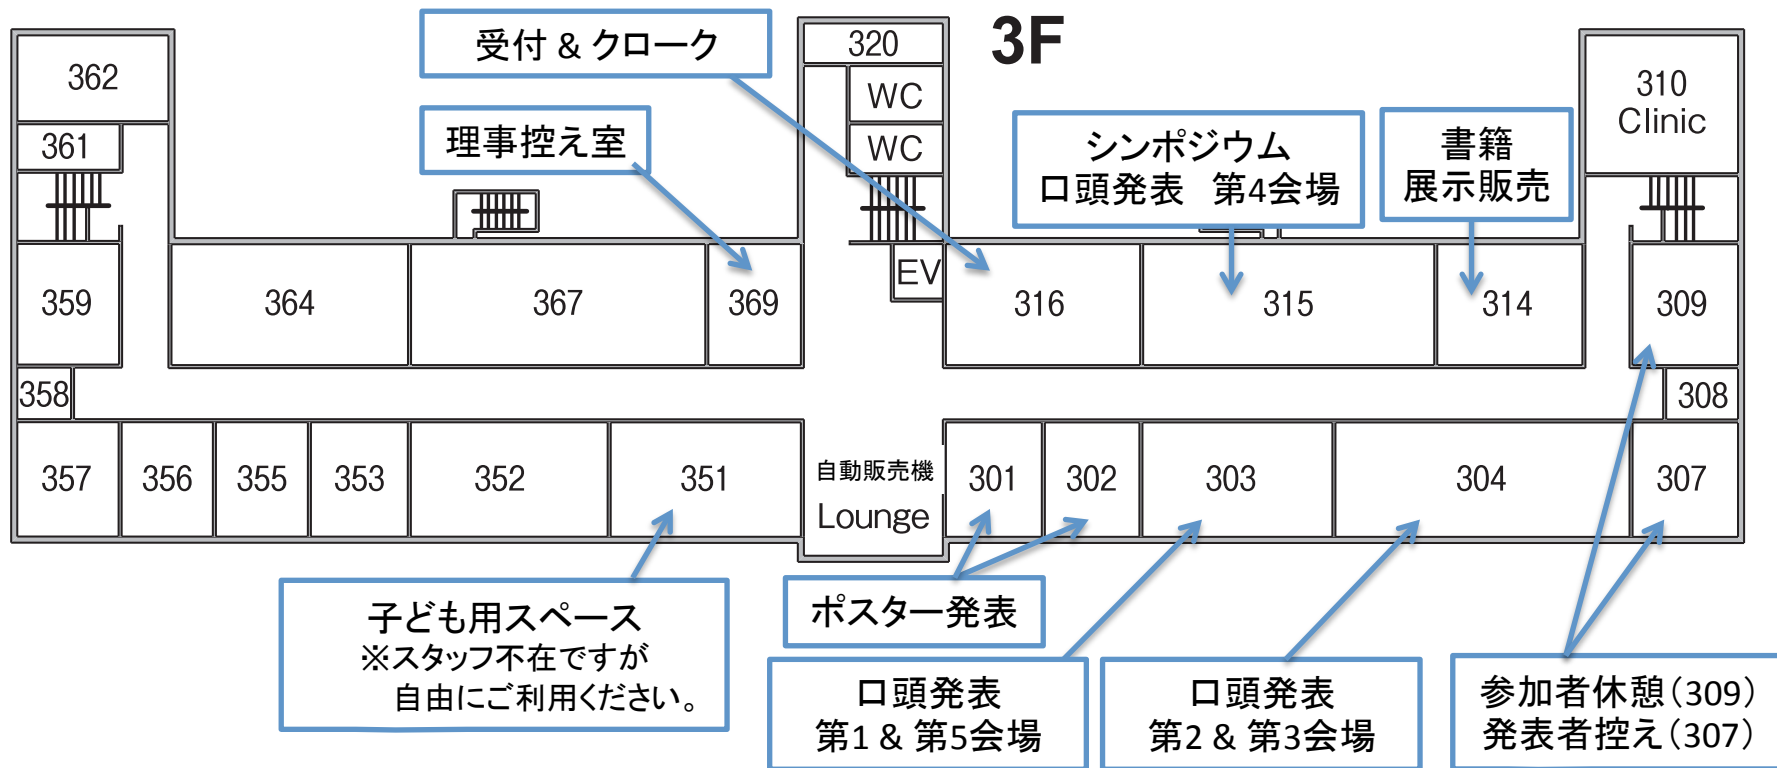 3F
受付 & クローク
理事控え室
シンポジウム
口頭発表　第4会場
書籍
展示販売
362
361
320
WC
WC
310
Clinic
EV
359
364
367
369
316
315
314
309
358
308
357
356
355
353
352
351
自動販売機
Lounge
301
302
303
304
307
子ども用スペース
※スタッフ不在ですが
自由にご利用ください。
ポスター発表
口頭発表
第1 & 第5会場
口頭発表
第2 & 第3会場
参加者休憩（309）
発表者控え（307）